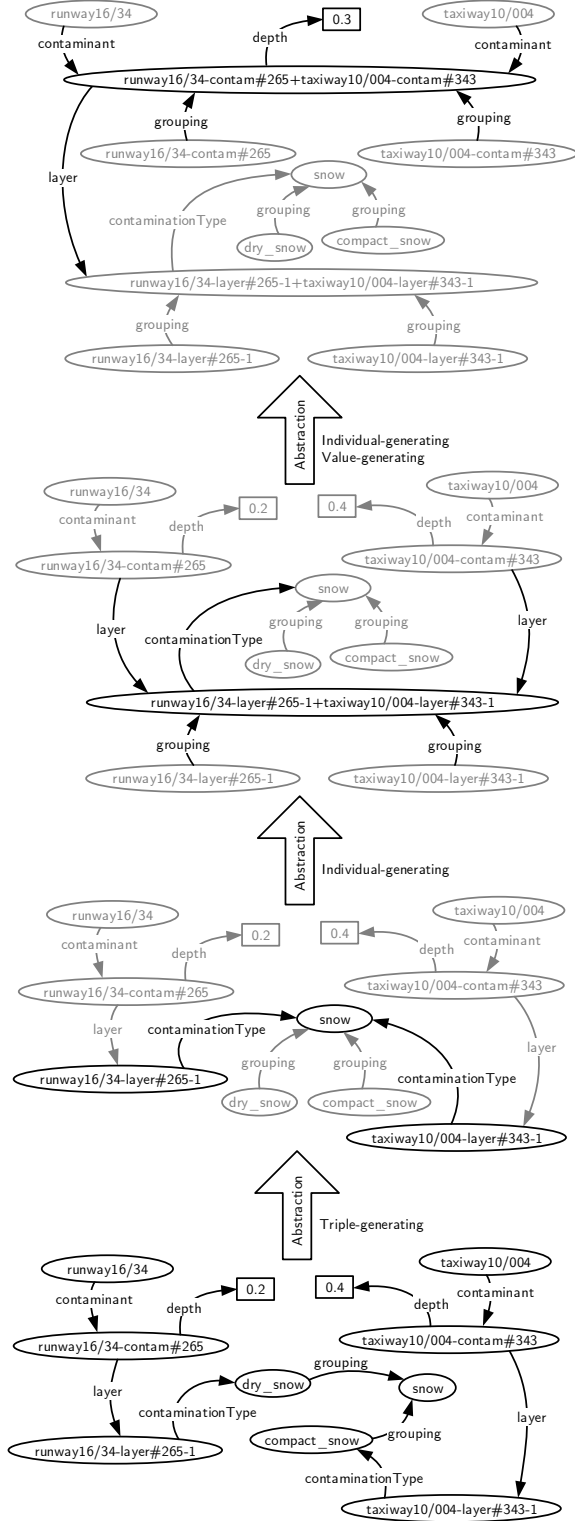 runway16/34
0.3
taxiway10/004
contaminant
depth
contaminant
runway16/34-contam#265+taxiway10/004-contam#343
grouping
grouping
runway16/34-contam#265
taxiway10/004-contam#343
layer
snow
contaminationType
grouping
grouping
dry_snow
compact_snow
runway16/34-layer#265-1+taxiway10/004-layer#343-1
grouping
grouping
runway16/34-layer#265-1
taxiway10/004-layer#343-1
Abstraction
Individual-generating
Value-generating
runway16/34
taxiway10/004
0.2
0.4
contaminant
depth
depth
contaminant
runway16/34-contam#265
taxiway10/004-contam#343
snow
layer
contaminationType
grouping
grouping
layer
dry_snow
compact_snow
runway16/34-layer#265-1+taxiway10/004-layer#343-1
grouping
grouping
runway16/34-layer#265-1
taxiway10/004-layer#343-1
Abstraction
Individual-generating
runway16/34
taxiway10/004
0.2
0.4
contaminant
depth
depth
contaminant
runway16/34-contam#265
taxiway10/004-contam#343
layer
contaminationType
snow
layer
grouping
grouping
runway16/34-layer#265-1
contaminationType
dry_snow
compact_snow
taxiway10/004-layer#343-1
Abstraction
Triple-generating
runway16/34
taxiway10/004
0.2
0.4
contaminant
depth
depth
contaminant
runway16/34-contam#265
taxiway10/004-contam#343
grouping
layer
dry_snow
snow
contaminationType
layer
compact_snow
grouping
runway16/34-layer#265-1
contaminationType
taxiway10/004-layer#343-1